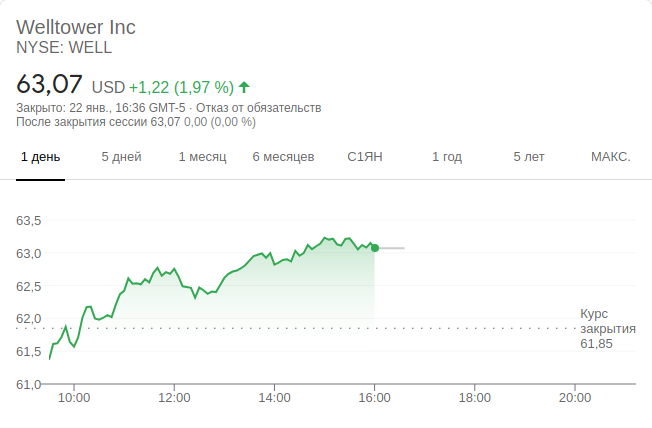 Welltower Inc
NYSE: WELL
63,07 USD +1,22 (1,97 %)
Закрыто: 22 янв., 16:36 GMT-5 · Отказ от обязательств
После закрытия сессии 63,07 0,00 (0,00 %)
1 день 5 дней 1 месяц 6 месяцев С1ЯН 1 год 5 лет МАКС.
63,5
63,0
62,5
62,0
Курс
закрытия
61,85
61,5
61,0
10:00 12:00 14:00 16:00 18:00 20:00